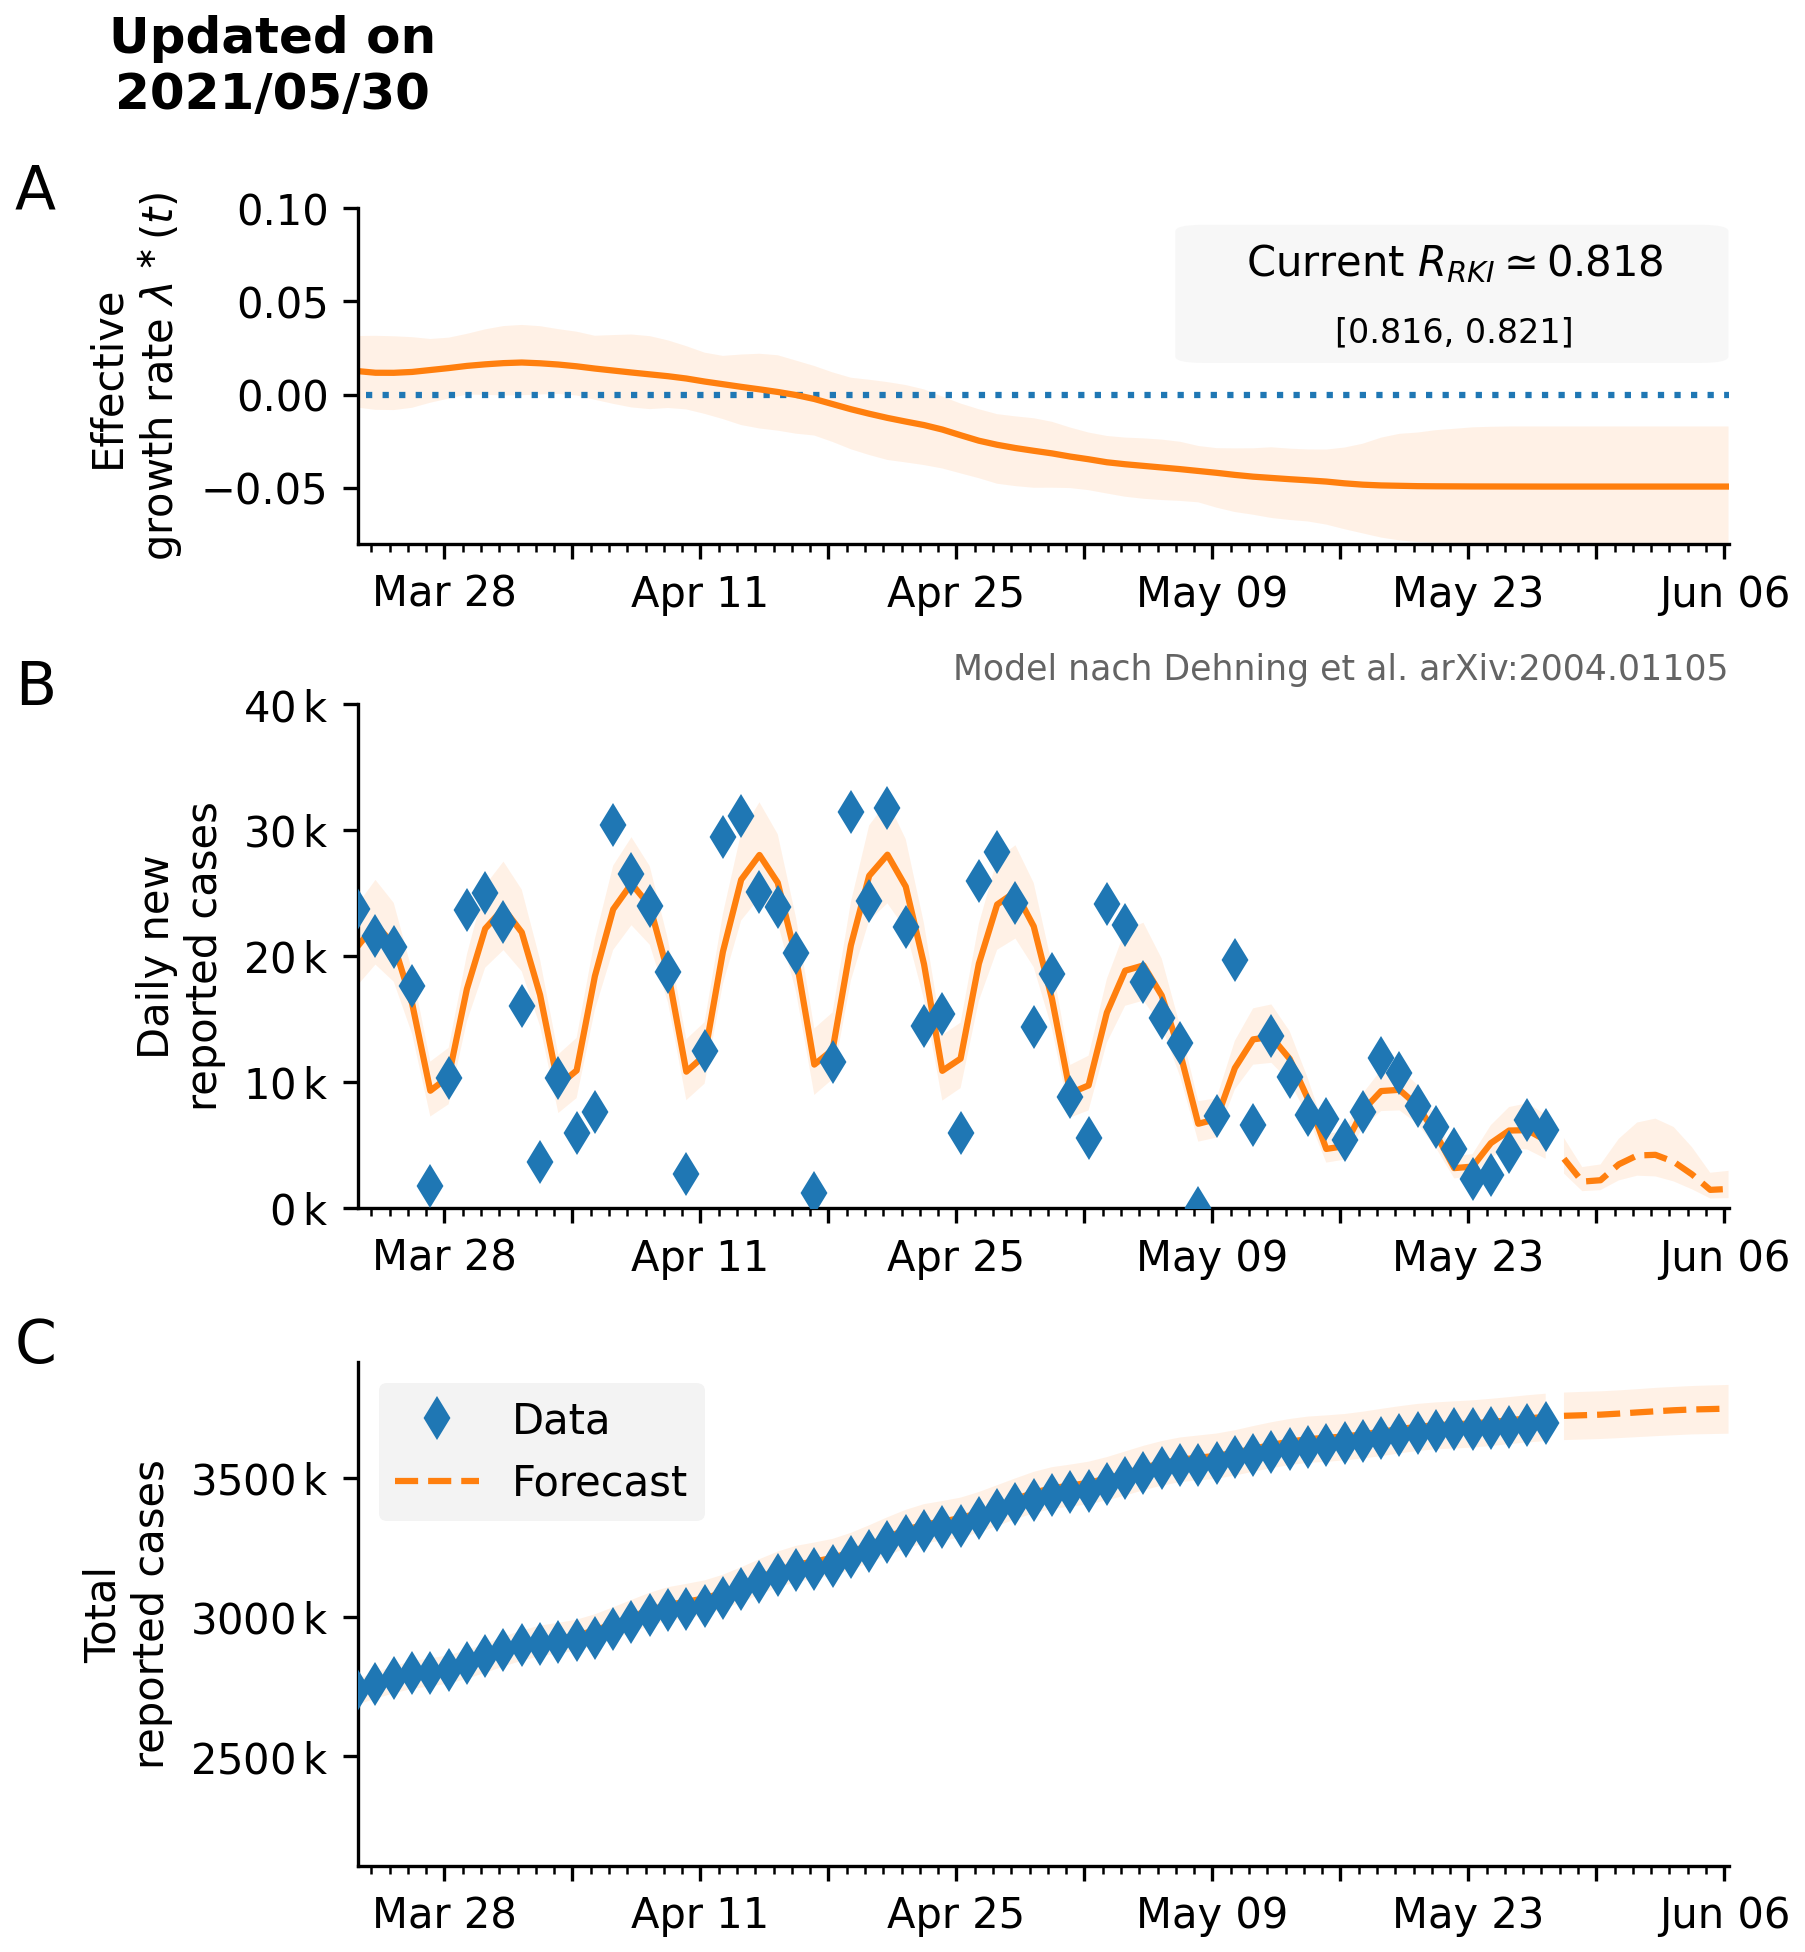 Updated on
2021/05/30
A
Effective
growth rate λ * (t)
0.10
0.05
0.00
−0.05
Current R_RKI ≃ 0.818
[0.816, 0.821]
Mar 28 Apr 11 Apr 25 May 09 May 23 Jun 06
Model nach Dehning et al. arXiv:2004.01105
B
Daily new
reported cases
40 k
30 k
20 k
10 k
0 k
Mar 28 Apr 11 Apr 25 May 09 May 23 Jun 06
C
Total
reported cases
Data
Forecast
3500 k
3000 k
2500 k
Mar 28 Apr 11 Apr 25 May 09 May 23 Jun 06